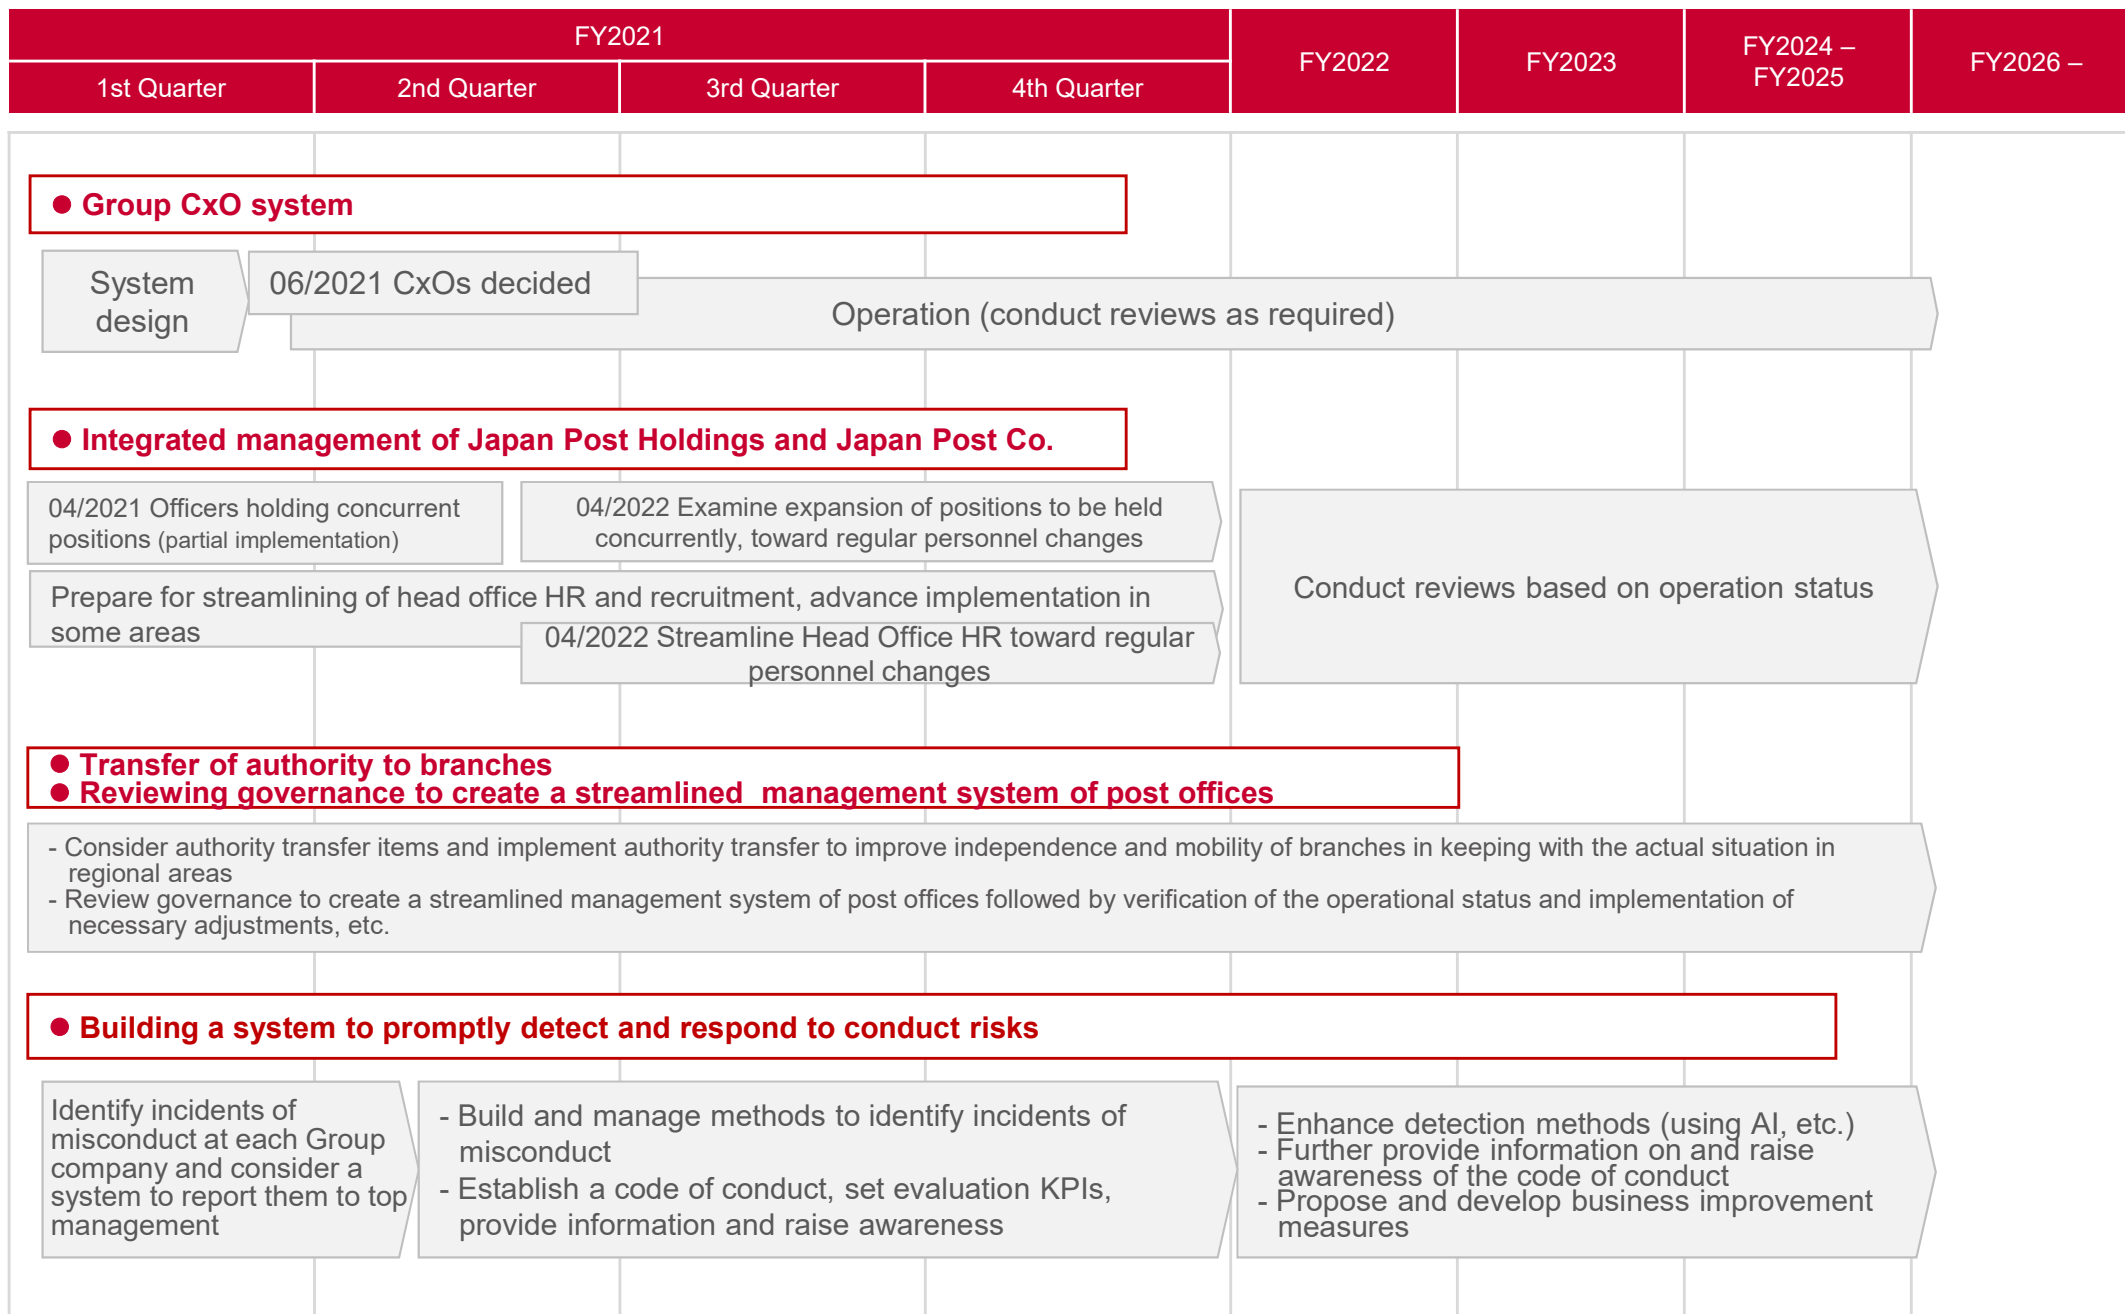 FY2021
FY2022
FY2023
FY2024 –
FY2025
FY2026 –
1st Quarter
2nd Quarter
3rd Quarter
4th Quarter
● Group CxO system
System
design
06/2021 CxOs decided
Operation (conduct reviews as required)
● Integrated management of Japan Post Holdings and Japan Post Co.
04/2021 Officers holding concurrent
positions (partial implementation)
04/2022 Examine expansion of positions to be held
concurrently, toward regular personnel changes
Prepare for streamlining of head office HR and recruitment, advance implementation in
some areas
04/2022 Streamline Head Office HR toward regular
personnel changes
Conduct reviews based on operation status
● Transfer of authority to branches
● Reviewing governance to create a streamlined  management system of post offices
- Consider authority transfer items and implement authority transfer to improve independence and mobility of branches in keeping with the actual situation in
regional areas
- Review governance to create a streamlined management system of post offices followed by verification of the operational status and implementation of
necessary adjustments, etc.
● Building a system to promptly detect and respond to conduct risks
Identify incidents of
misconduct at each Group
company and consider a
system to report them to top
management
- Build and manage methods to identify incidents of
misconduct
- Establish a code of conduct, set evaluation KPIs,
provide information and raise awareness
- Enhance detection methods (using AI, etc.)
- Further provide information on and raise
awareness of the code of conduct
- Propose and develop business improvement
measures